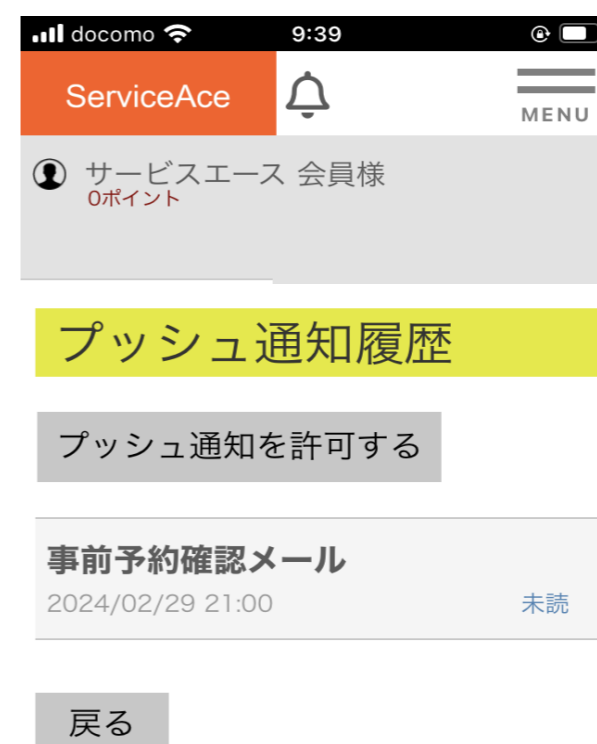 docomo 9:39
ServiceAce
MENU
サービスエース 会員様
0ポイント
プッシュ通知履歴
プッシュ通知を許可する
事前予約確認メール
2024/02/29 21:00 未読
戻る